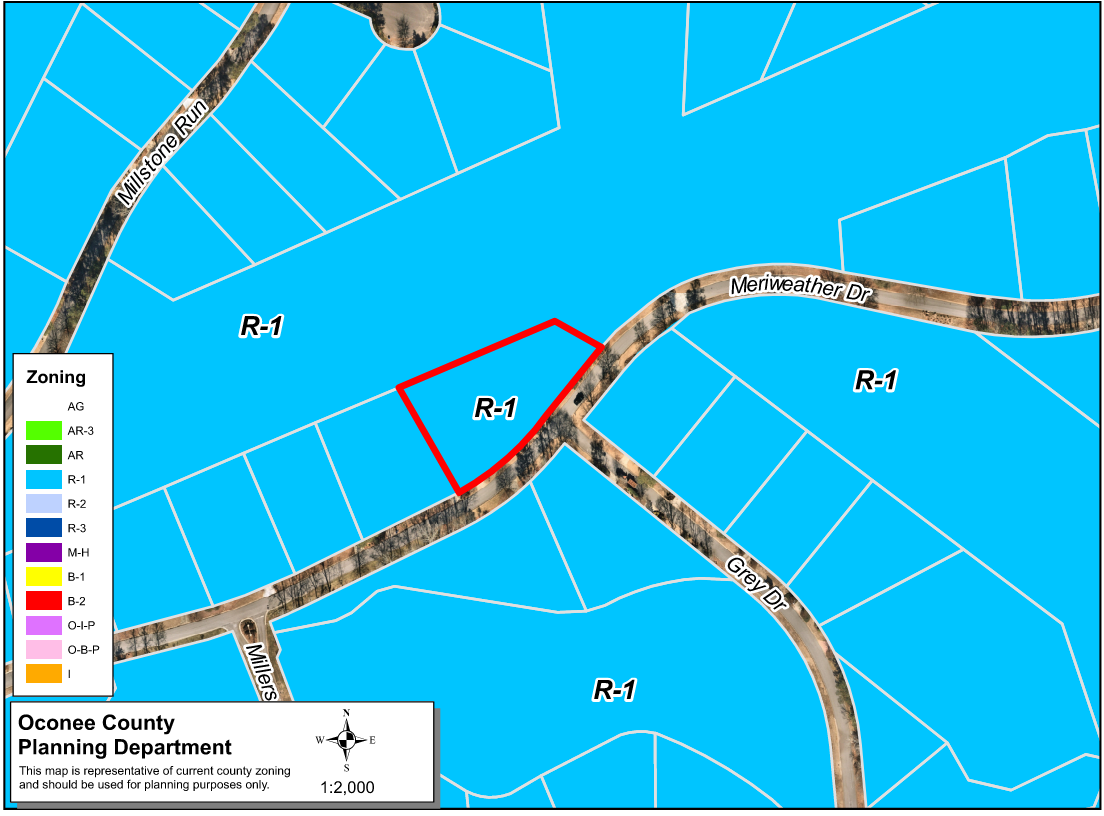 Millstone Run
Meriweather Dr
R-1
R-1
R-1
Zoning
AG
AR-3
AR
R-1
R-2
R-3
M-H
B-1
B-2
O-I-P
O-B-P
I
Grey Dr
Millers
R-1
Oconee County
Planning Department
This map is representative of current county zoning
and should be used for planning purposes only.
N
W
E
S
1:2,000